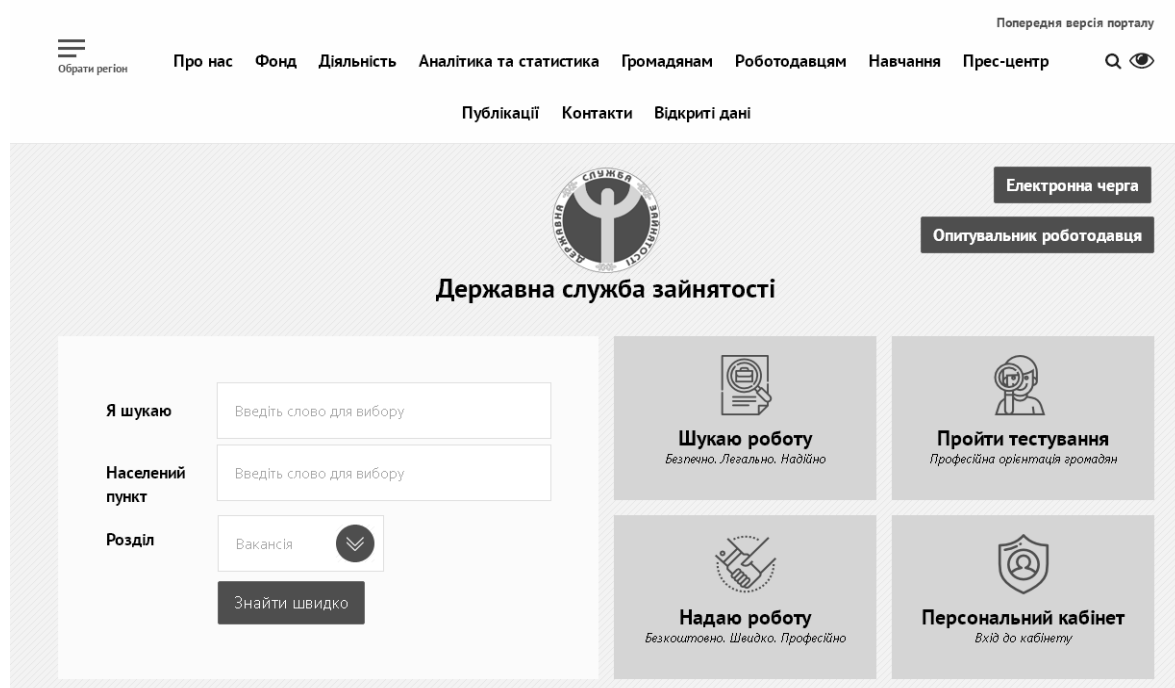 Попередня версія порталу
Обрати регіон
Про нас Фонд Діяльність Аналітика та статистика Громадянам Роботодавцям Навчання Прес-центр
Публікації Контакти Відкриті дані
ДЕРЖАВНА СЛУЖБА ЗАЙНЯТОСТІ
Електронна черга
Опитувальник роботодавця
Державна служба зайнятості
Я шукаю
Введіть слово для вибору
Населений
пункт
Введіть слово для вибору
Розділ
Вакансія
Знайти швидко
Шукаю роботу
Безпечно. Легально. Надійно
Пройти тестування
Професійна орієнтація громадян
Надаю роботу
Безкоштовно. Швидко. Професійно
Персональний кабінет
Вхід до кабінету